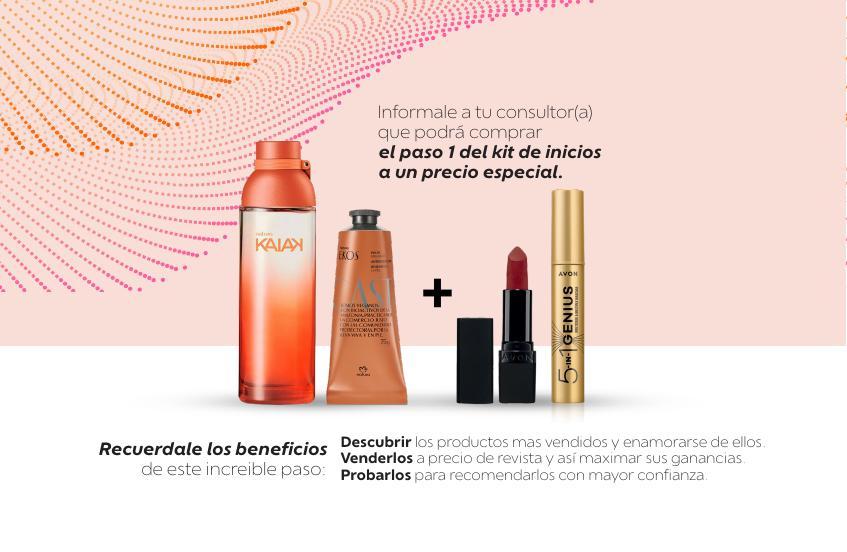 Informale a tu consultor(a)
que podrá comprar
el paso 1 del kit de inicios
a un precio especial.
natura
KAIAK
EKOS
natura
75
+
AVON
AVON
5-IN-1 GENIUS
Recuerdale los beneficios
de este increible paso:
Descubrir los productos mas vendidos y enamorarse de ellos.
Venderlos a precio de revista y así maximar sus ganancias.
Probarlos para recomendarlos con mayor confianza.